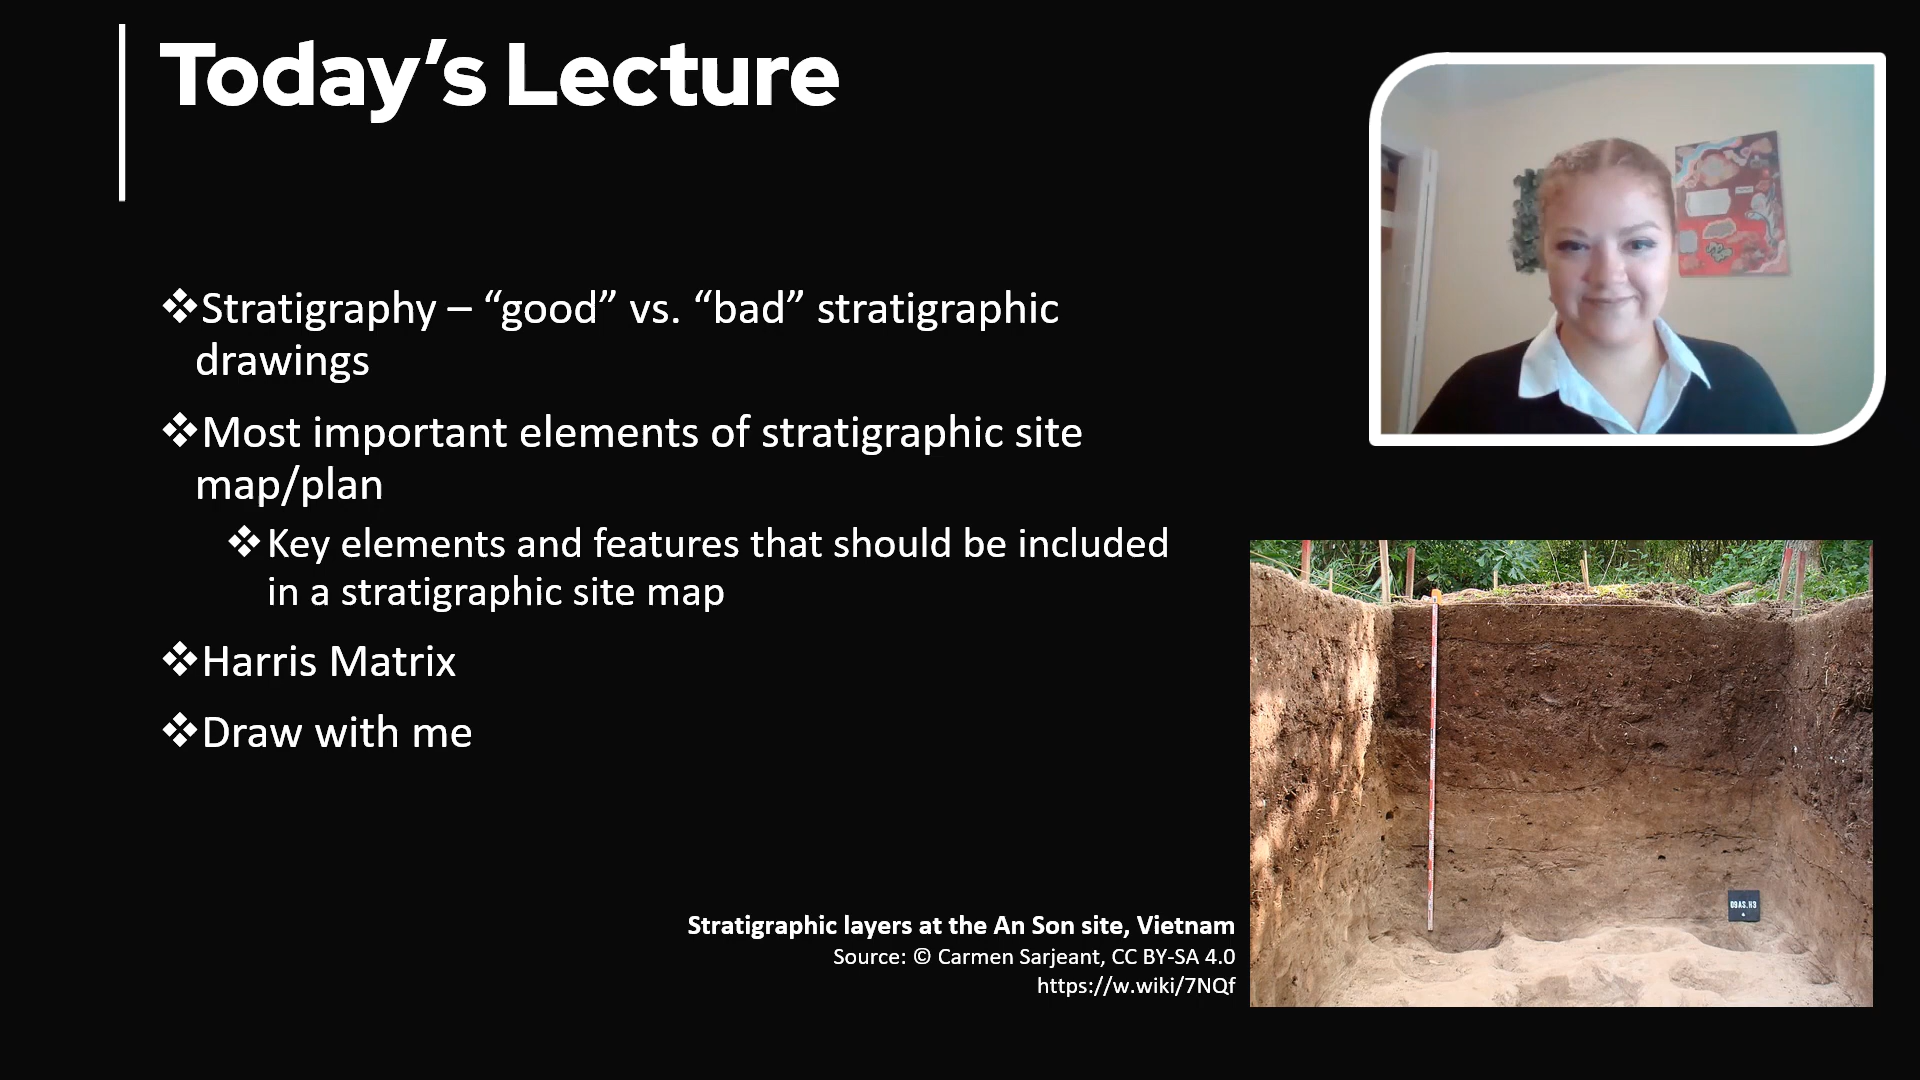 Today’s Lecture
❖Stratigraphy – “good” vs. “bad” stratigraphic
drawings
❖Most important elements of stratigraphic site
map/plan
❖Key elements and features that should be included
in a stratigraphic site map
❖Harris Matrix
❖Draw with me
Stratigraphic layers at the An Son site, Vietnam
Source: © Carmen Sarjeant, CC BY-SA 4.0
https://w.wiki/7NQf